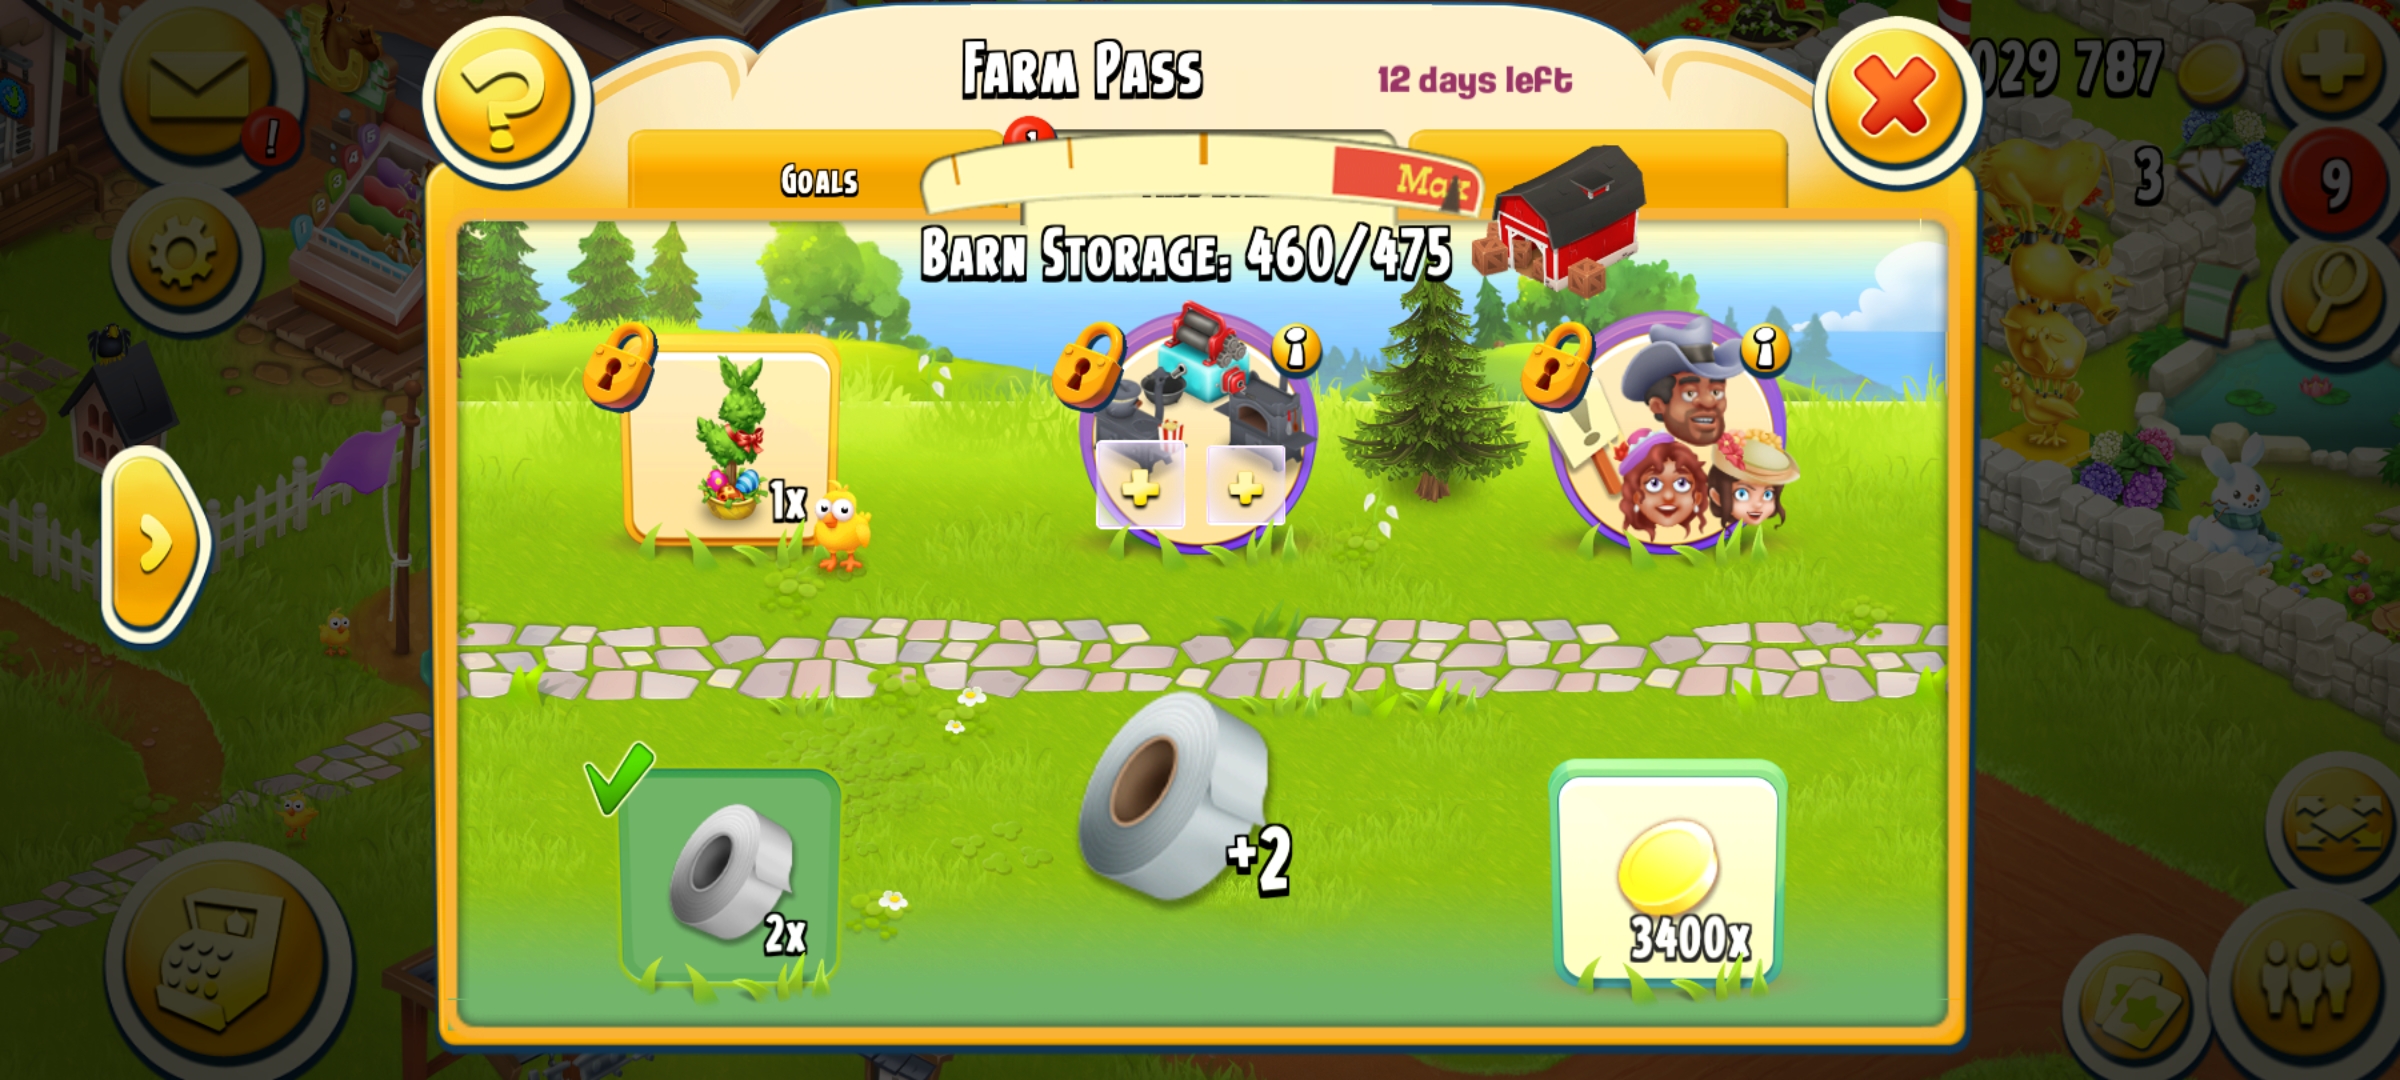 FARM PASS
12 days left
029 787
GOALS
Max
3
9
BARN STORAGE: 460/475
1x
2x
+2
3400x